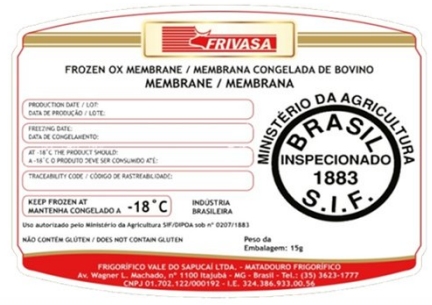 FRIVASA
FROZEN OX MEMBRANE / MEMBRANA CONGELADA DE BOVINO
MEMBRANE / MEMBRANA
PRODUCTION DATE / LOT:
DATA DE PRODUÇÃO / LOTE:
FREEZING DATE:
DATA DE CONGELAMENTO:
AT -18°C THE PRODUCT SHOULD:
A -18°C O PRODUTO DEVE SER CONSUMIDO ATÉ:
TRACEABILITY CODE / CÓDIGO DE RASTREABILIDADE:
KEEP FROZEN AT
MANTENHA CONGELADO A
-18°C
INDÚSTRIA
BRASILEIRA
MINISTÉRIO DA AGRICULTURA
BRASIL
INSPECIONADO
1883
S.I.F.
Uso autorizado pelo Ministério da Agricultura SIF/DIPOA sob n° 0207/1883
NÃO CONTÉM GLÚTEN / DOES NOT CONTAIN GLUTEN
Peso da
Embalagem: 15g
FRIGORÍFICO VALE DO SAPUCAÍ LTDA. - MATADOURO FRIGORÍFICO
Av. Wagner L. Machado, n° 1100 Itajubá - MG - Brasil - Tel.: (35) 3623-1777
CNPJ 01.702.122/000192 - I.E. 324.386.933.00.56